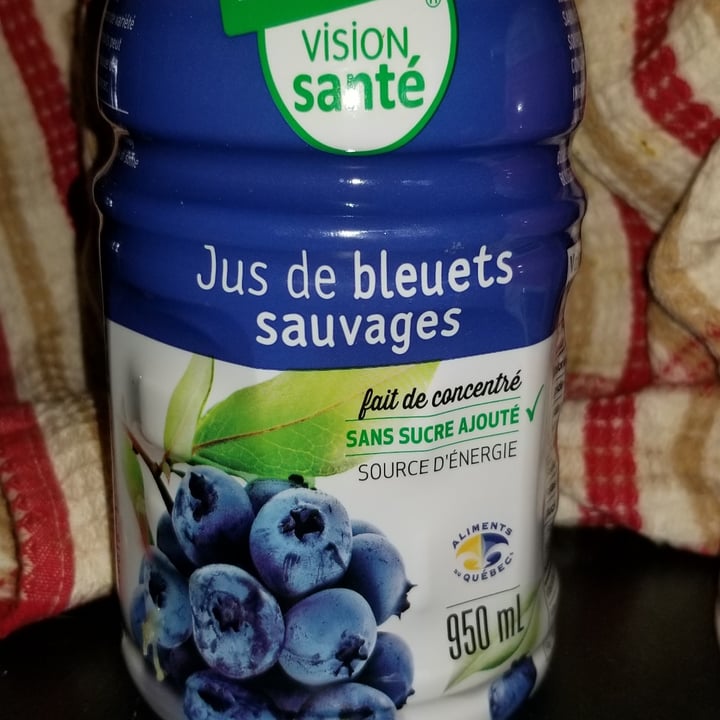 VISION
santé
Jus de bleuets
sauvages
fait de concentré
SANS SUCRE AJOUTÉ
SOURCE D'ÉNERGIE
ALIMENTS
DU QUÉBEC
950 mL